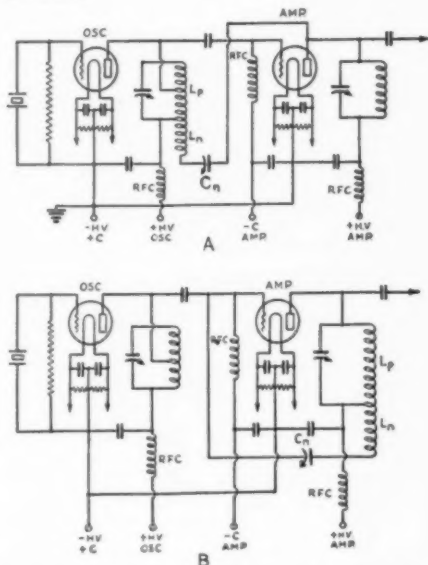 OSC
AMP.
RFC
Lp
Ln
Cn
RFC
RFC
-HV +HV -C +H.V
+C OSC AMP. AMP.
A
OSC
AMP.
RFC
Lp
Ln
Cn
RFC
RFC
-HV +HV -C +HV
+C OSC AMP. AMP.
B